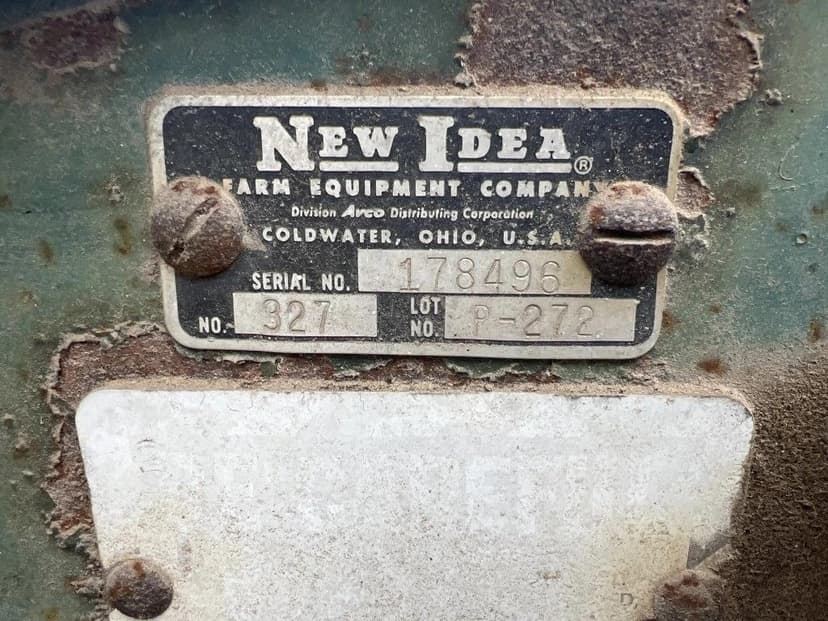 NEW IDEA ®
FARM EQUIPMENT COMPANY
Division Avco Distributing Corporation
COLDWATER, OHIO, U.S.A.
SERIAL NO. 178496
NO. 327 LOT NO. P-272